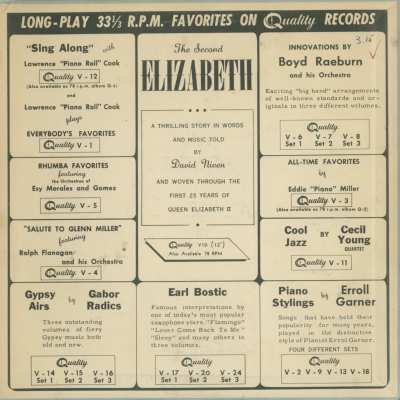 LONG-PLAY 33⅓ R.P.M. FAVORITES ON Quality RECORDS
"Sing Along" with
Lawrence "Piano Roll" Cook
Quality V - 12
(Also available as 78 r.p.m. album Q-1)
and
Lawrence "Piano Roll" Cook
plays
EVERYBODY'S FAVORITES
Quality V - 1
RHUMBA FAVORITES
featuring
the Orchestras of
Esy Morales and Gomez
Quality V - 5
"SALUTE TO GLENN MILLER"
featuring
Ralph Flanagan and his Orchestra
Quality V - 4
The Second
ELIZABETH
A THRILLING STORY IN WORDS
AND MUSIC TOLD
BY
David Niven
AND WOVEN THROUGH THE
FIRST 25 YEARS OF
QUEEN ELIZABETH II
Quality V10 (12")
Also Available 78 RPM
3.15
INNOVATIONS BY
Boyd Raeburn
and his Orchestra
Exciting "big band" arrangements
of well-known standards and or-
iginals in three different volumes.
Quality
V - 6 V - 7 V - 8
Set 1 Set 2 Set 3
ALL-TIME FAVORITES
by
Eddie "Piano" Miller
Quality V - 3
(Also available as 78 r.p.m. album Q-2)
Cool Jazz BY Cecil Young
QUARTET
Quality V - 11
Gypsy Airs by Gabor Radics
Three outstanding
volumes of fiery
Gypsy music both
old and new.
Quality
V - 14 V - 15 V - 16
Set 1 Set 2 Set 3
Earl Bostic
Famous interpretations by
one of today's most popular
saxophone stars. "Flamingo"
"Lover Come Back To Me"
"Sleep" and many others in
three volumes.
Quality
V - 17 V - 20 V - 24
Set 1 Set 2 Set 3
Piano Stylings by Erroll Garner
Songs that have held their
popularity for many years,
played in the distinctive
style of Pianist Errol Garner.
FOUR DIFFERENT SETS
Quality
V - 2 V - 9 V - 13 V - 18